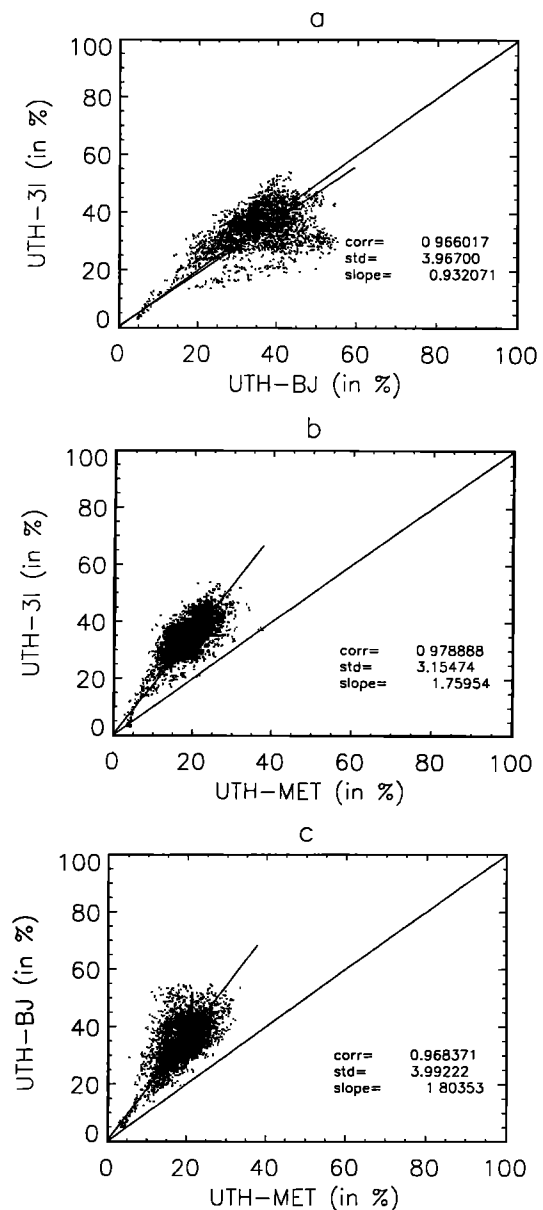 a
100
80
60
40
20
0
UTH-3I (in %)
corr= 0 966017
std= 3.96700
slope= 0.932071
0 20 40 60 80 100
UTH-BJ (in %)
b
100
80
60
40
20
0
UTH-3I (in %)
corr= 0 978888
std= 3.15474
slope= 1.75954
0 20 40 60 80 100
UTH-MET (in %)
c
100
80
60
40
20
0
UTH-BJ (in %)
corr= 0.968371
std= 3.99222
slope= 1 80353
0 20 40 60 80 100
UTH-MET (in %)